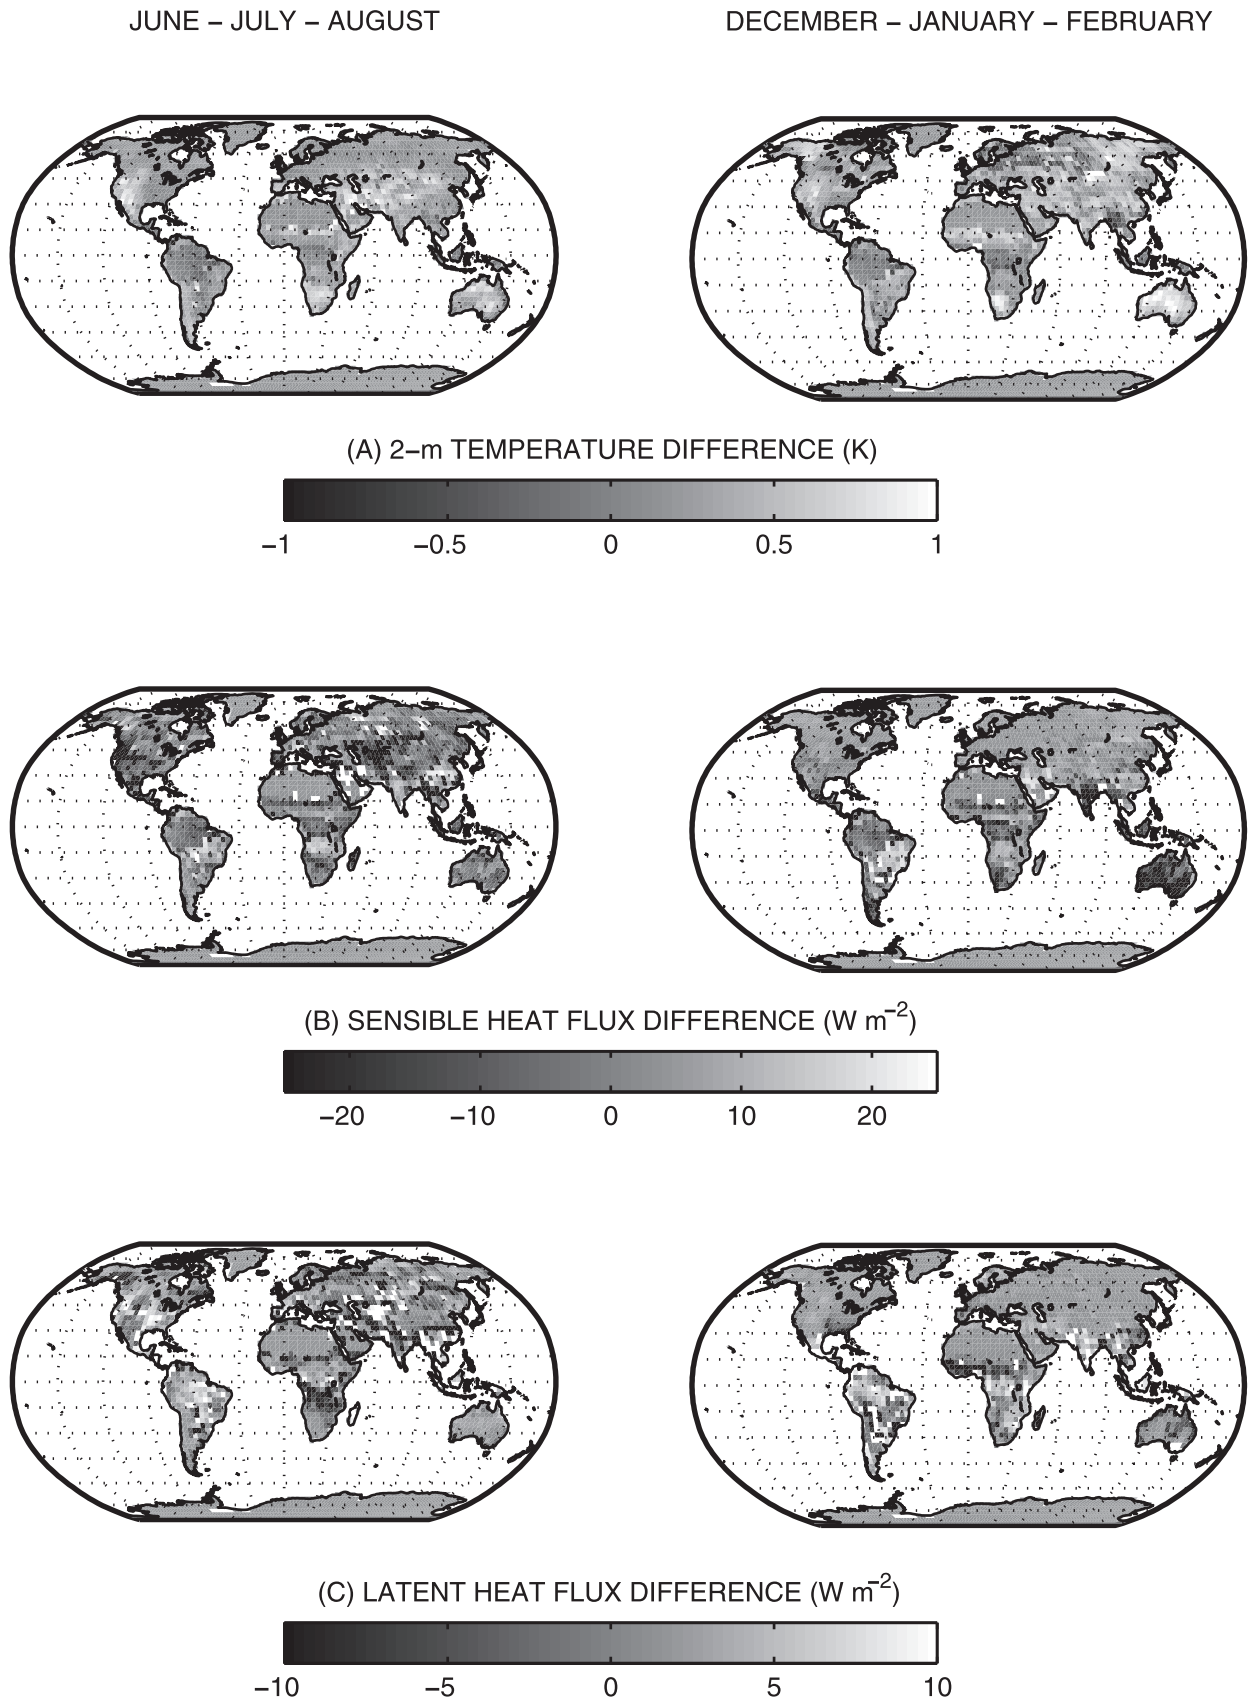 JUNE − JULY − AUGUST
DECEMBER − JANUARY − FEBRUARY
(A) 2−m TEMPERATURE DIFFERENCE (K)
−1 −0.5 0 0.5 1
(B) SENSIBLE HEAT FLUX DIFFERENCE (W m−2)
−20 −10 0 10 20
(C) LATENT HEAT FLUX DIFFERENCE (W m−2)
−10 −5 0 5 10